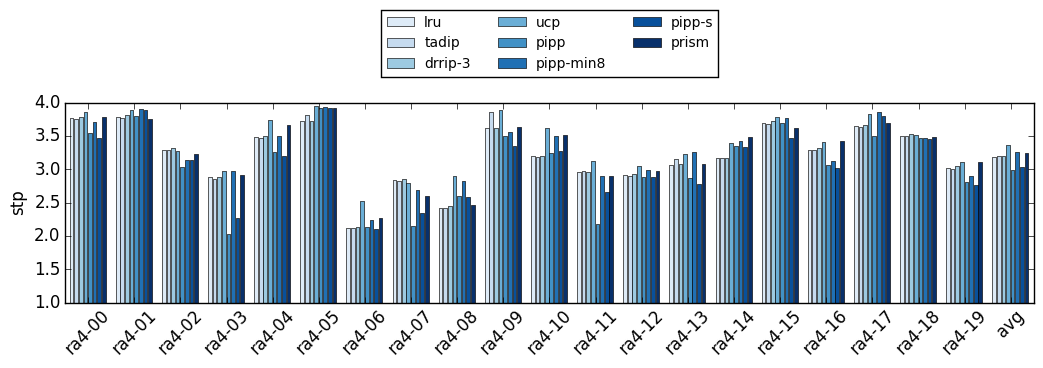 lru ucp pipp-s
tadip pipp prism
drrip-3 pipp-min8
4.0
3.5
3.0
2.5
2.0
1.5
1.0
stp
ra4-00 ra4-01 ra4-02 ra4-03 ra4-04 ra4-05 ra4-06 ra4-07 ra4-08 ra4-09 ra4-10 ra4-11 ra4-12 ra4-13 ra4-14 ra4-15 ra4-16 ra4-17 ra4-18 ra4-19 avg